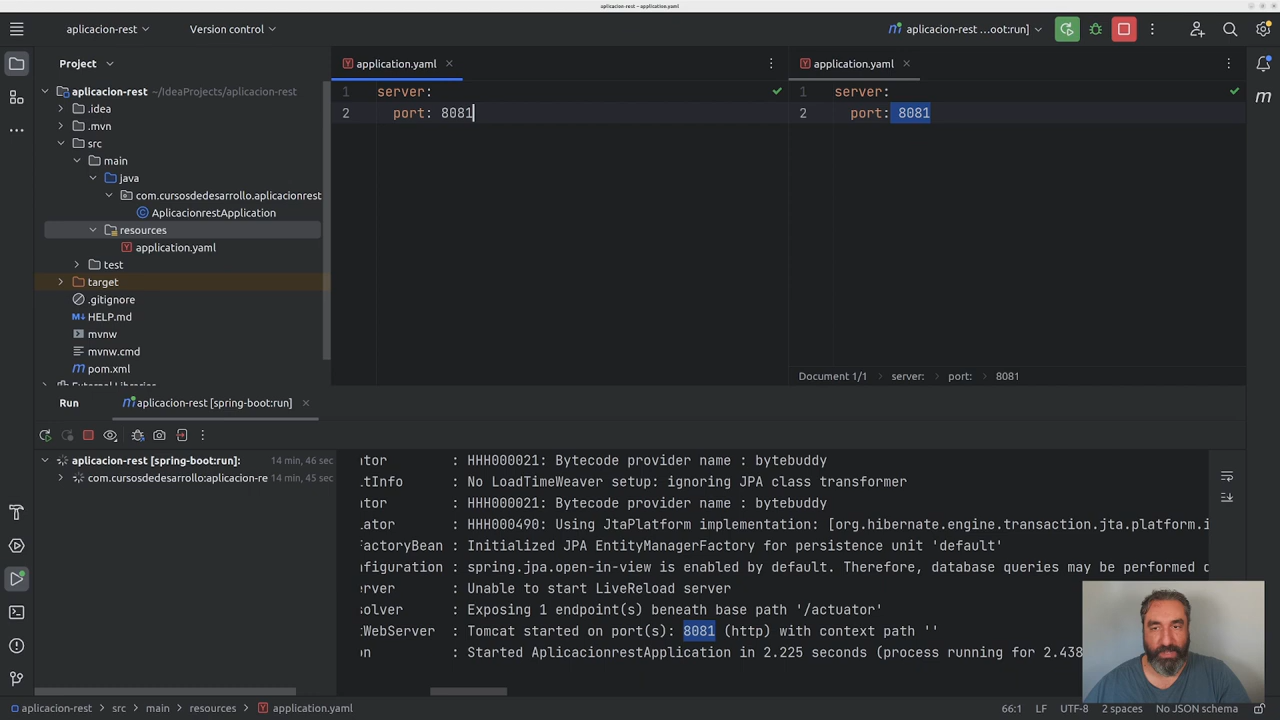 aplicacion-rest – application.yaml
aplicacion-rest
Version control
aplicacion-rest ...oot:run]
Project
application.yaml
application.yaml
aplicacion-rest ~/IdeaProjects/aplicacion-rest
.idea
.mvn
src
main
java
com.cursosdedesarrollo.aplicacionrest
AplicacionrestApplication
resources
application.yaml
test
target
.gitignore
HELP.md
mvnw
mvnw.cmd
pom.xml
External Libraries
1 server:
2 port: 8081
1 server:
2 port: 8081
Document 1/1 server: port: 8081
Run
aplicacion-rest [spring-boot:run]
aplicacion-rest [spring-boot:run]: 14 min, 46 sec
com.cursosdedesarrollo:aplicacion-re 14 min, 45 sec
ator : HHH000021: Bytecode provider name : bytebuddy
.tInfo : No LoadTimeWeaver setup: ignoring JPA class transformer
ator : HHH000021: Bytecode provider name : bytebuddy
.ator : HHH000490: Using JtaPlatform implementation: [org.hibernate.engine.transaction.jta.platform.i
FactoryBean : Initialized JPA EntityManagerFactory for persistence unit 'default'
nfiguration : spring.jpa.open-in-view is enabled by default. Therefore, database queries may be performed
erver : Unable to start LiveReload server
solver : Exposing 1 endpoint(s) beneath base path '/actuator'
WebServer : Tomcat started on port(s): 8081 (http) with context path ''
on : Started AplicacionrestApplication in 2.225 seconds (process running for 2.438
aplicacion-rest src main resources application.yaml
66:1 LF UTF-8 2 spaces No JSON schema